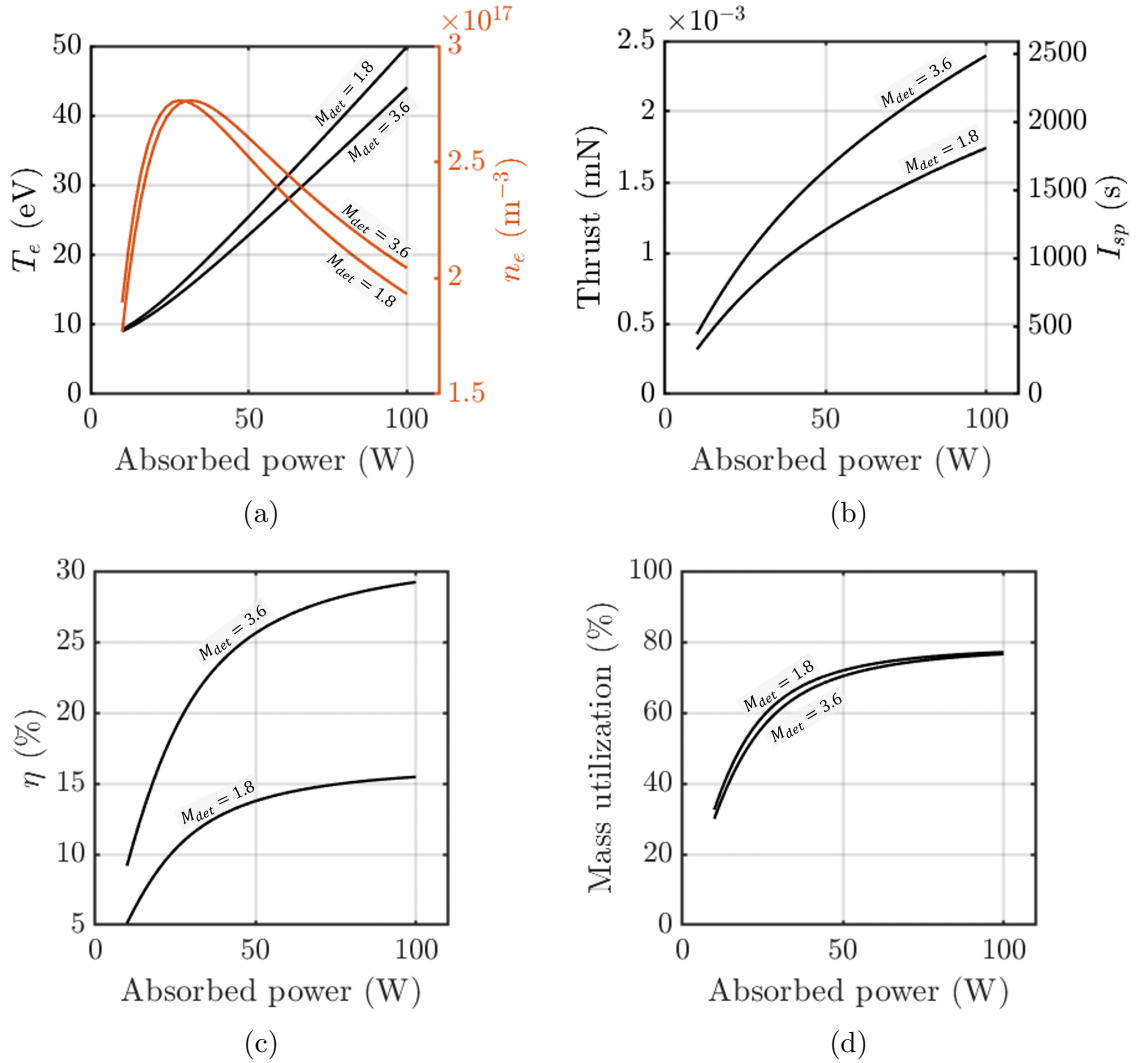 ×10¹⁷
50
40
30
20
10
0
Tₑ (eV)
3
2.5
2
1.5
nₑ (m⁻³)
M_det = 1.8
M_det = 3.6
M_det = 3.6
M_det = 1.8
0
50
100
Absorbed power (W)
(a)
×10⁻³
2.5
2
1.5
1
0.5
0
Thrust (mN)
2500
2000
1500
1000
500
0
I_sp (s)
M_det = 3.6
M_det = 1.8
0
50
100
Absorbed power (W)
(b)
30
25
20
15
10
5
η (%)
M_det = 3.6
M_det = 1.8
0
50
100
Absorbed power (W)
(c)
100
80
60
40
20
0
Mass utilization (%)
M_det = 1.8
M_det = 3.6
0
50
100
Absorbed power (W)
(d)